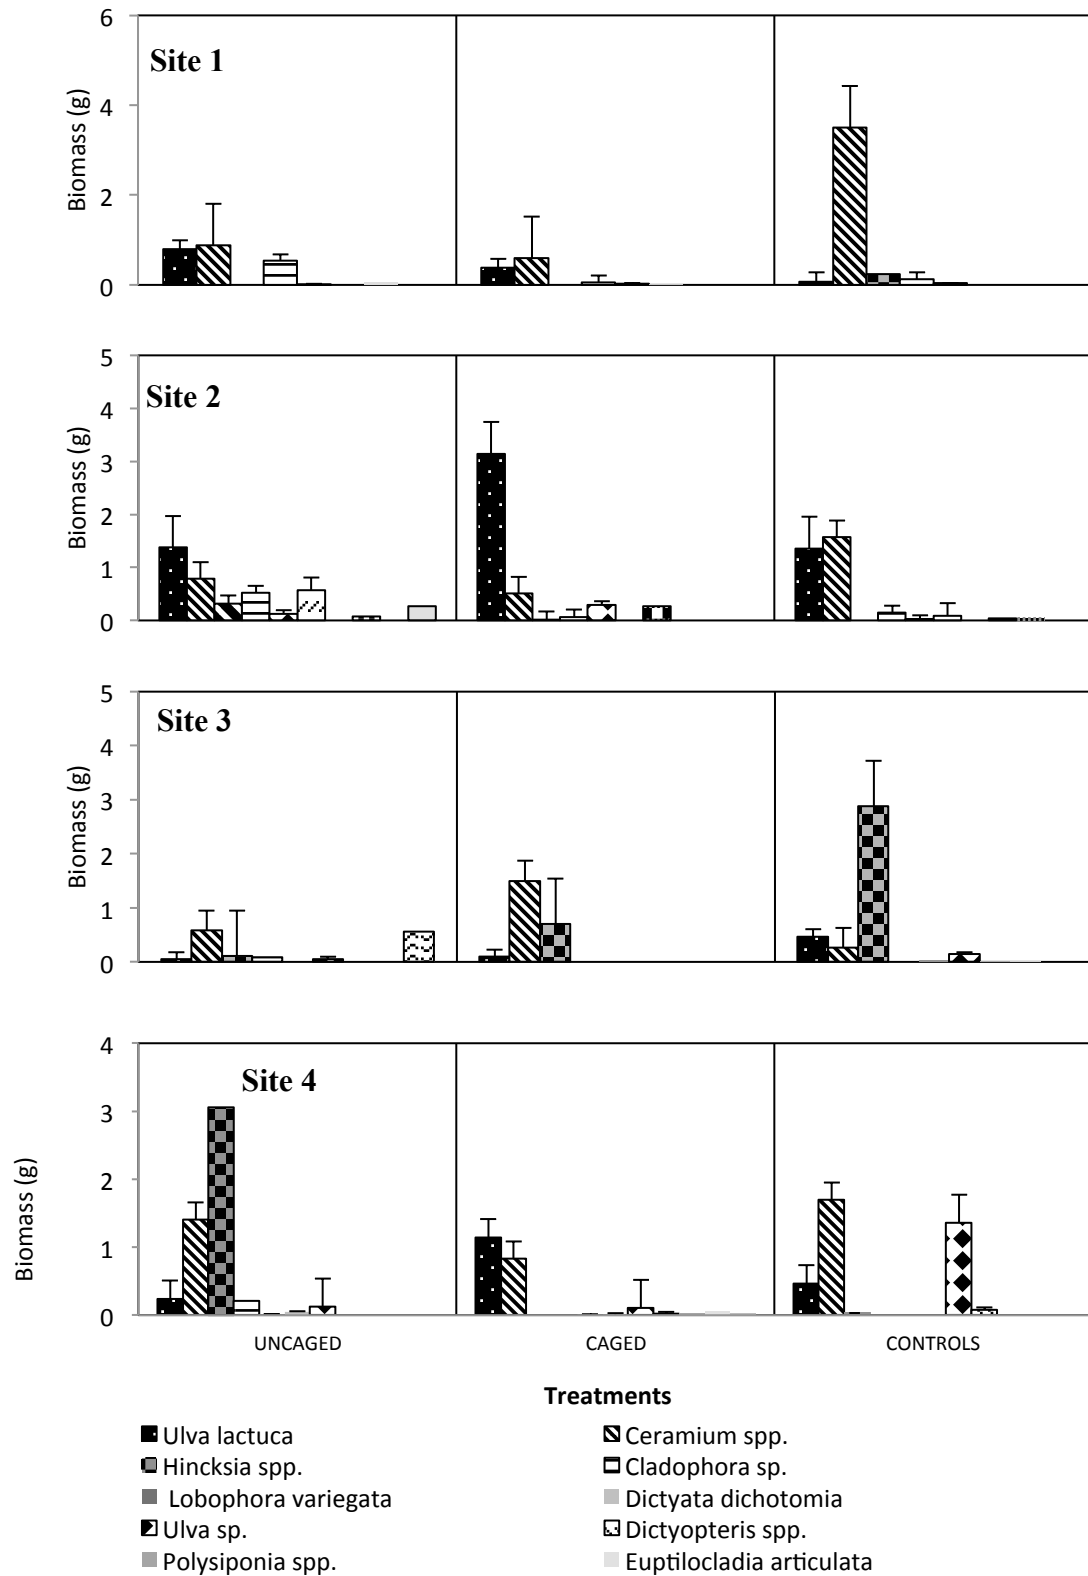 6
Site 1
4
Biomass (g)
2
0
5
Site 2
4
3
Biomass (g)
2
1
0
5
Site 3
4
3
Biomass (g)
2
1
0
4
Site 4
3
2
Biomass (g)
1
0
UNCAGED CAGED CONTROLS
Treatments
Ulva lactuca Ceramium spp.
Hincksia spp. Cladophora sp.
Lobophora variegata Dictyata dichotomia
Ulva sp. Dictyopteris spp.
Polysiponia spp. Euptilocladia articulata